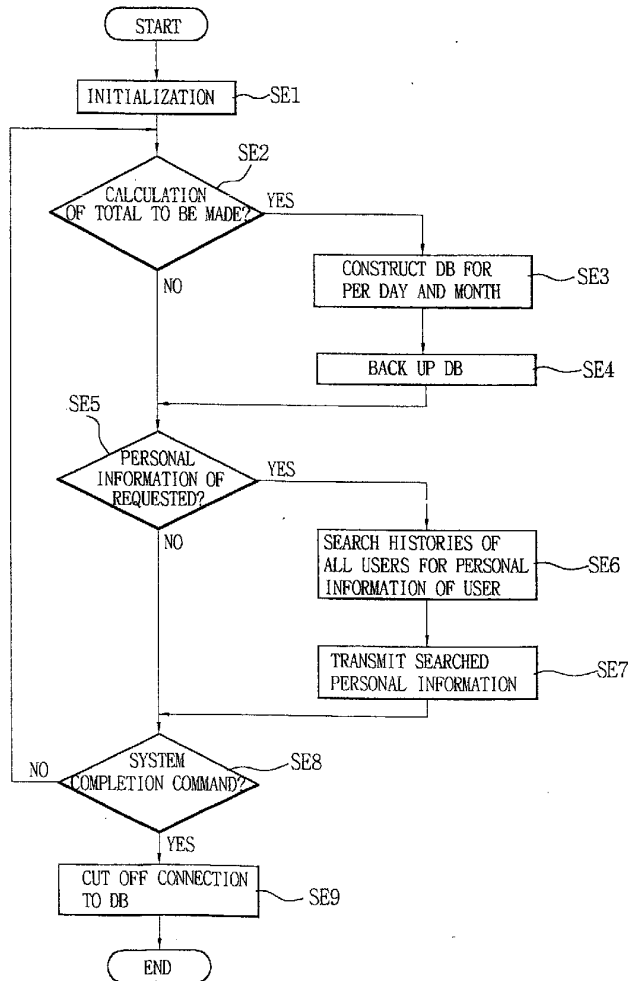 START
INITIALIZATION
SE1
SE2
CALCULATION
OF TOTAL TO BE MADE?
YES
NO
CONSTRUCT DB FOR
PER DAY AND MONTH
SE3
BACK UP DB
SE4
SE5
PERSONAL
INFORMATION OF
REQUESTED?
YES
NO
SEARCH HISTORIES OF
ALL USERS FOR PERSONAL
INFORMATION OF USER
SE6
TRANSMIT SEARCHED
PERSONAL INFORMATION
SE7
SYSTEM
COMPLETION COMMAND?
SE8
NO
YES
CUT OFF CONNECTION
TO DB
SE9
END